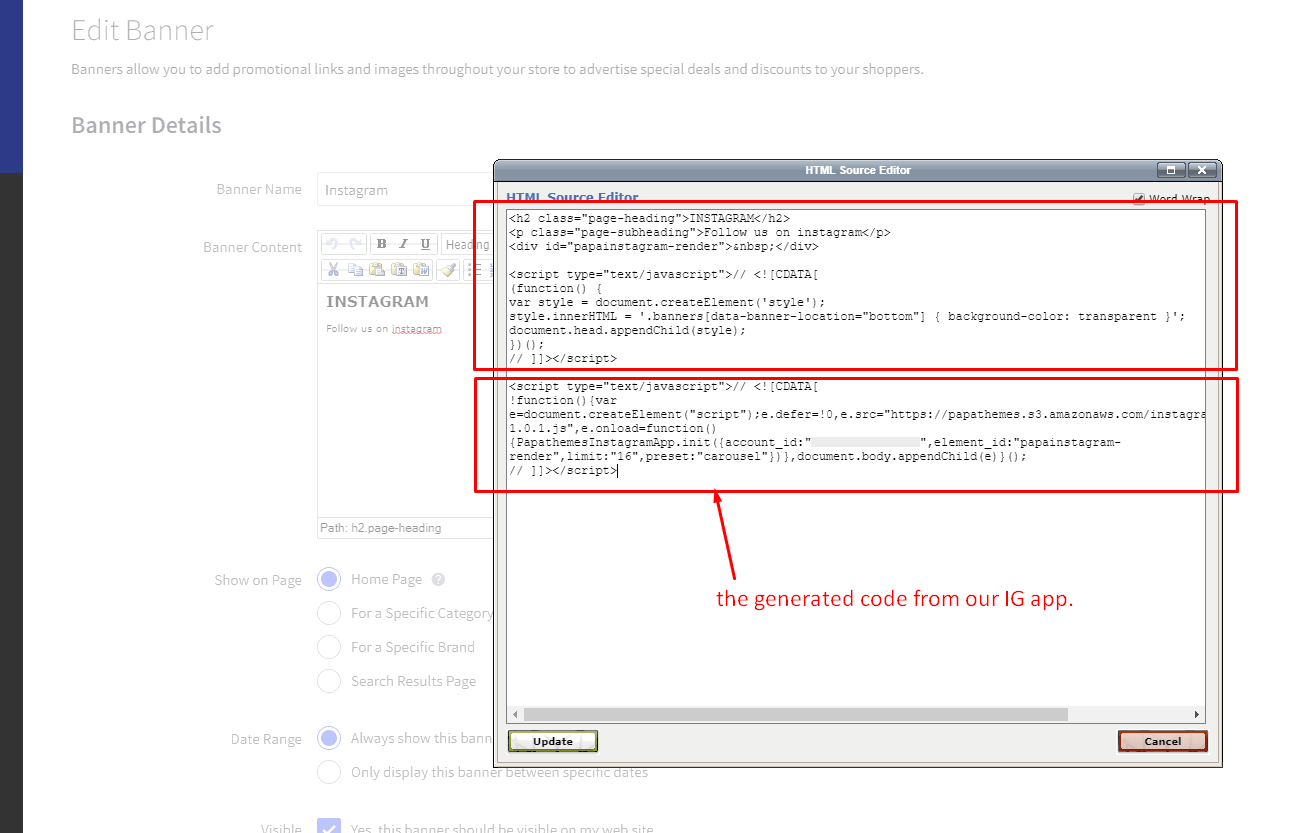 Edit Banner
Banners allow you to add promotional links and images throughout your store to advertise special deals and discounts to your shoppers.
Banner Details
Banner Name
Instagram
Banner Content
B I U Heading
INSTAGRAM
Follow us on instagram
Path: h2.page-heading
Show on Page
Home Page ?
For a Specific Category
For a Specific Brand
Search Results Page
Date Range
Always show this bann
Only display this banner between specific dates
Visible
Yes, this banner should be visible on my web site
HTML Source Editor
HTML Source Editor
Word Wrap
<h2 class="page-heading">INSTAGRAM</h2>
<p class="page-subheading">Follow us on instagram</p>
<div id="papainstagram-render">&nbsp;</div>
<script type="text/javascript">// <![CDATA[
(function() {
var style = document.createElement('style');
style.innerHTML = '.banners[data-banner-location="bottom"] { background-color: transparent }';
document.head.appendChild(style);
})();
// ]]></script>
<script type="text/javascript">// <![CDATA[
!function(){var
e=document.createElement("script");e.defer=!0,e.src="https://papathemes.s3.amazonaws.com/instagra
1.0.1.js",e.onload=function()
{PapathemesInstagramApp.init({account_id:" ",element_id:"papainstagram-
render",limit:"16",preset:"carousel"})},document.body.appendChild(e)}();
// ]]></script>
the generated code from our IG app.
Update
Cancel